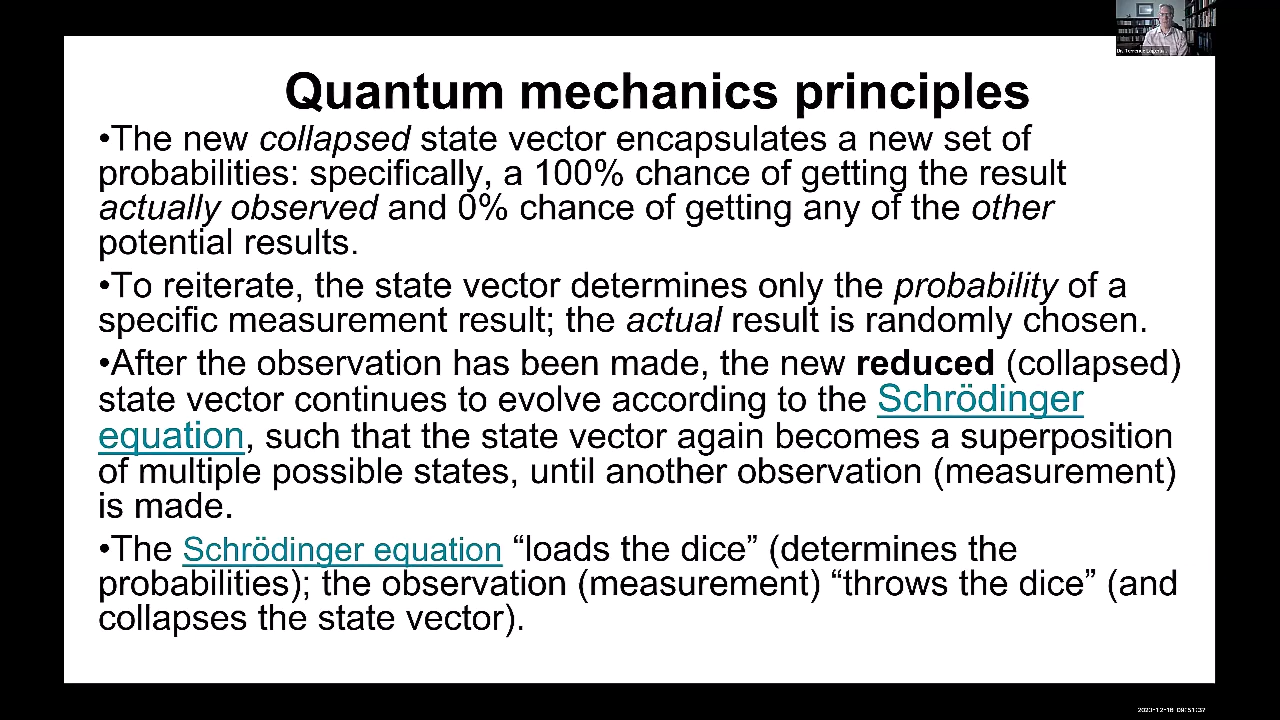 Quantum mechanics principles
•The new collapsed state vector encapsulates a new set of
probabilities: specifically, a 100% chance of getting the result
actually observed and 0% chance of getting any of the other
potential results.
•To reiterate, the state vector determines only the probability of a
specific measurement result; the actual result is randomly chosen.
•After the observation has been made, the new reduced (collapsed)
state vector continues to evolve according to the Schrödinger
equation, such that the state vector again becomes a superposition
of multiple possible states, until another observation (measurement)
is made.
•The Schrödinger equation “loads the dice” (determines the
probabilities); the observation (measurement) “throws the dice” (and
collapses the state vector).
Dr. Terrence